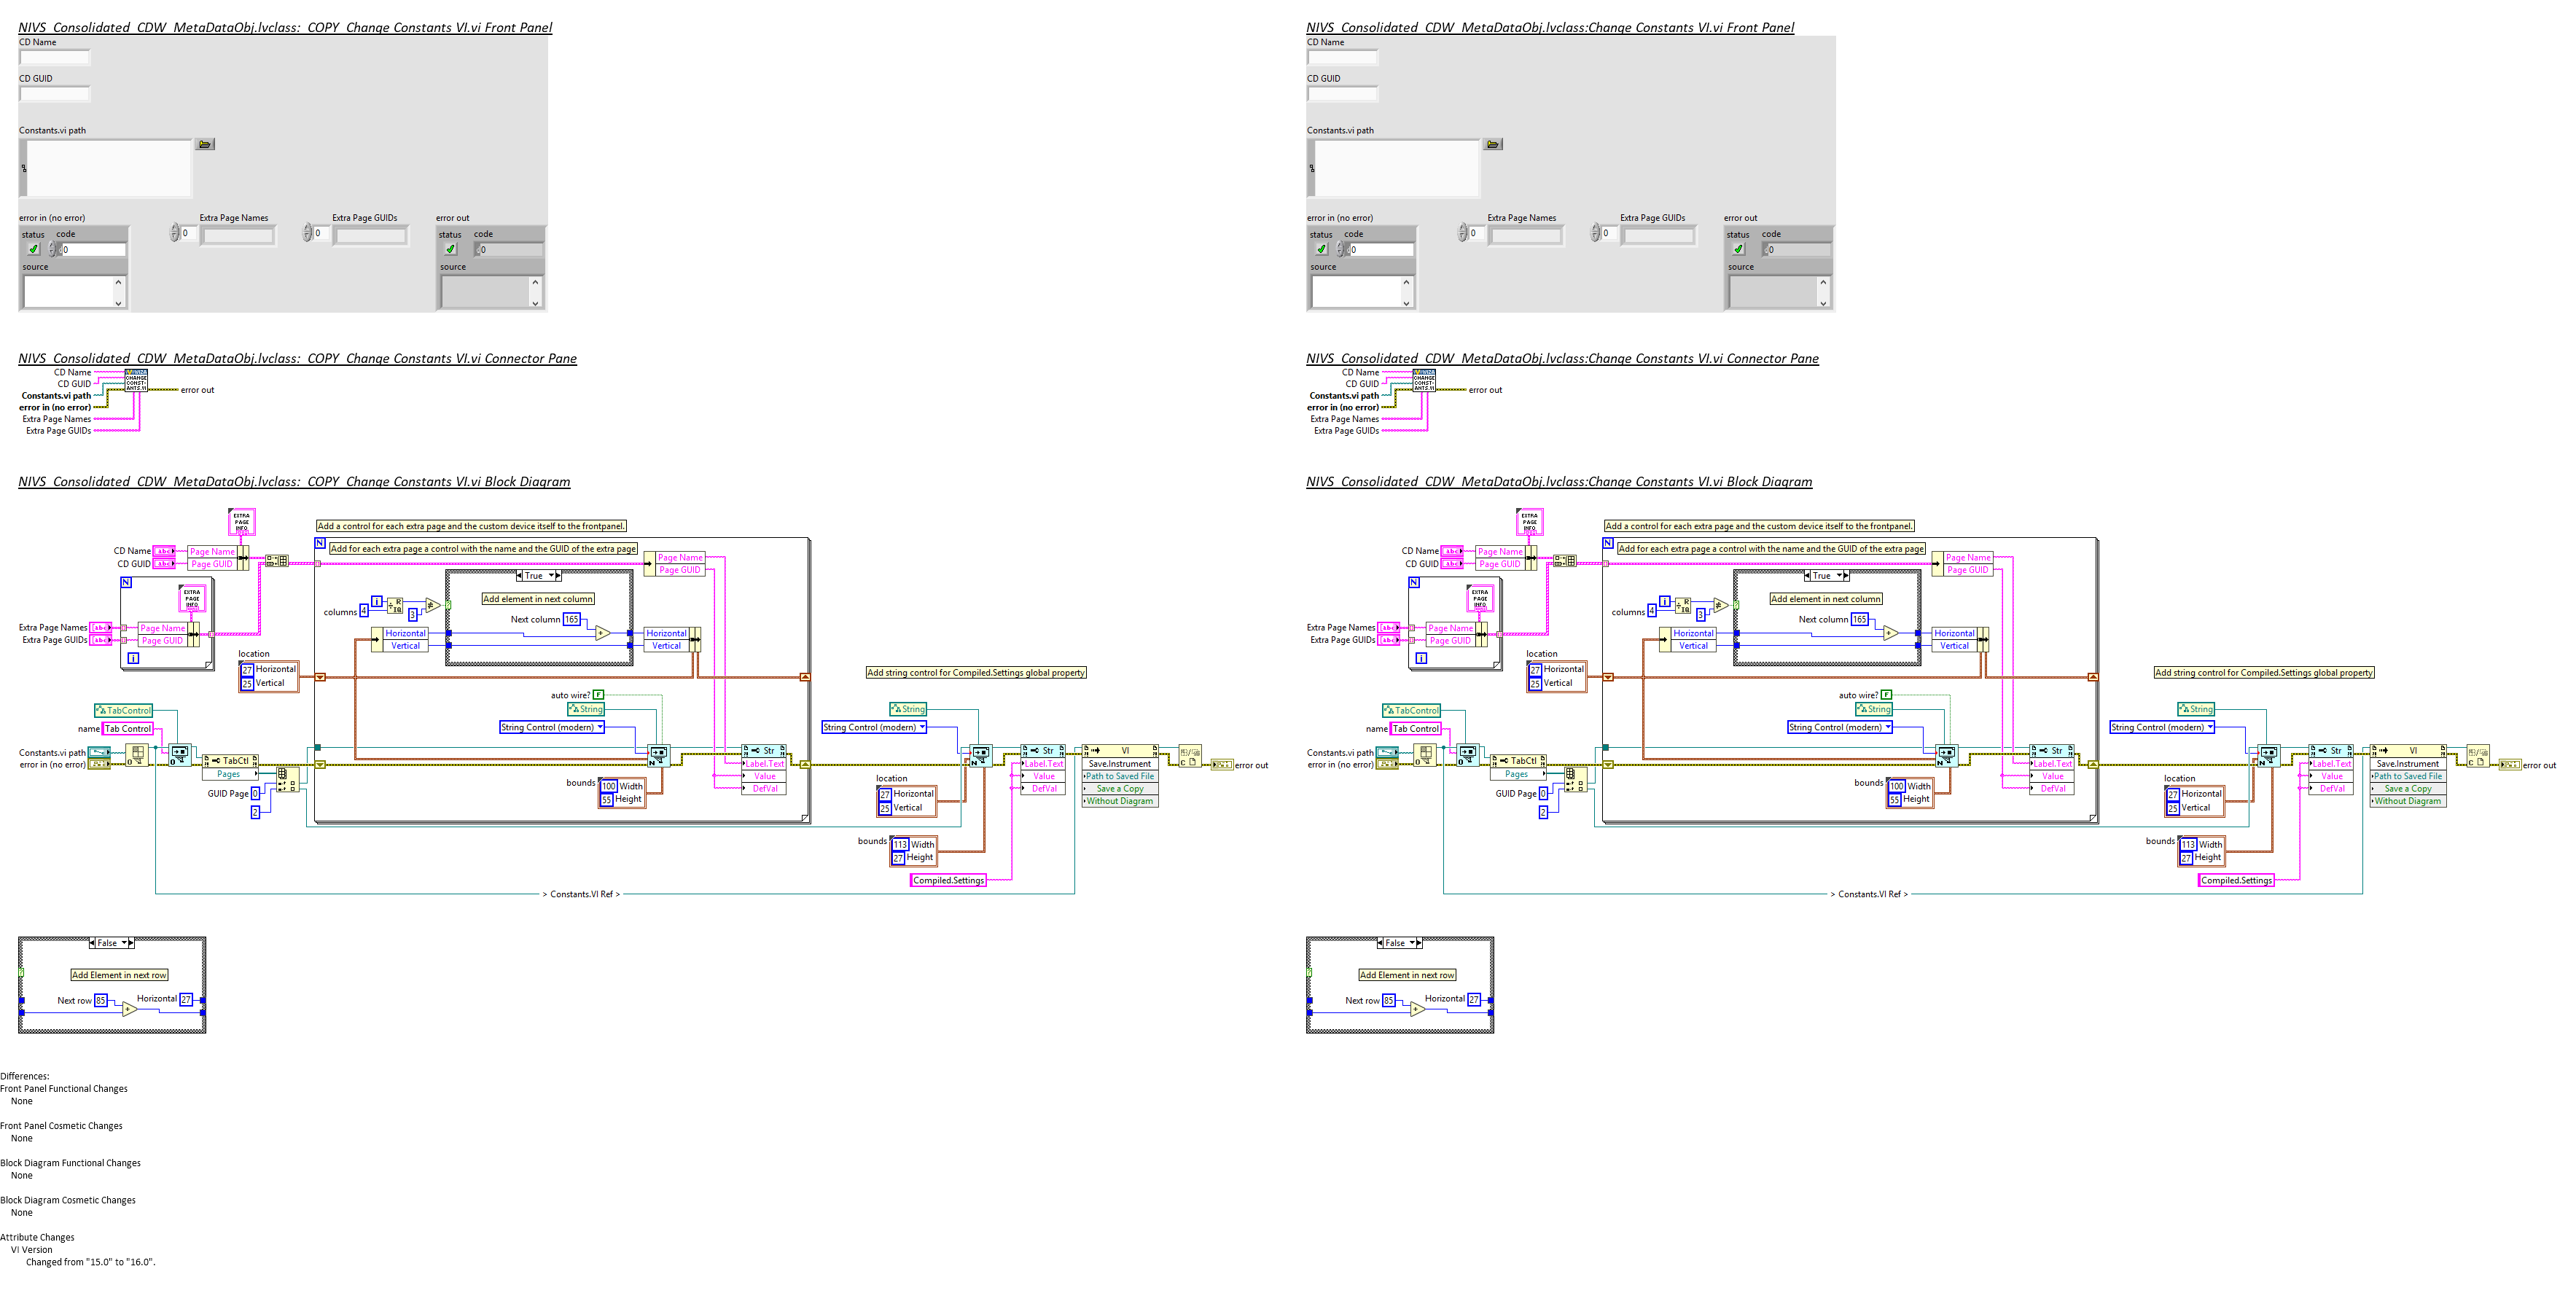 NIVS_Consolidated_CDW_MetaDataObj.lvclass:_COPY_Change Constants VI.vi Front Panel
CD Name
CD GUID
Constants.vi path
error in (no error)
Extra Page Names
Extra Page GUIDs
error out
status code
0
0
0
status code
0
source
source
NIVS_Consolidated_CDW_MetaDataObj.lvclass:_COPY_Change Constants VI.vi Connector Pane
CD Name
CD GUID
Constants.vi path
error in (no error)
Extra Page Names
Extra Page GUIDs
CHANGE
CONST-
ANTS.VI
error out
NIVS_Consolidated_CDW_MetaDataObj.lvclass:_COPY_Change Constants VI.vi Block Diagram
EXTRA
PAGE
INFO
Add a control for each extra page and the custom device itself to the frontpanel.
N
Add for each extra page a control with the name and the GUID of the extra page
CD Name
abc
Page Name
CD GUID
abc
Page GUID
Page Name
Page GUID
N
EXTRA
PAGE
INFO
True
Add element in next column
columns 4
i
R
IQ
3
Next column 165
Extra Page Names
abc
Page Name
Extra Page GUIDs
abc
Page GUID
i
Horizontal
Vertical
Horizontal
Vertical
location
27 Horizontal
25 Vertical
Add string control for Compiled.Settings global property
auto wire? F
TabControl
String
String
name Tab Control
String Control (modern)
String Control (modern)
Constants.vi path
error in (no error)
TabCtl
Pages
Str
Label.Text
Value
DefVal
Str
Label.Text
Value
DefVal
VI
Save.Instrument
Path to Saved File
Save a Copy
Without Diagram
error out
GUID Page 0
2
bounds
100 Width
55 Height
location
27 Horizontal
25 Vertical
bounds
113 Width
27 Height
Compiled.Settings
> Constants.VI Ref >
False
Add Element in next row
Next row 85
Horizontal 27
NIVS_Consolidated_CDW_MetaDataObj.lvclass:Change Constants VI.vi Front Panel
CD Name
CD GUID
Constants.vi path
error in (no error)
Extra Page Names
Extra Page GUIDs
error out
status code
0
0
0
status code
0
source
source
NIVS_Consolidated_CDW_MetaDataObj.lvclass:Change Constants VI.vi Connector Pane
CD Name
CD GUID
Constants.vi path
error in (no error)
Extra Page Names
Extra Page GUIDs
CHANGE
CONST-
ANTS.VI
error out
NIVS_Consolidated_CDW_MetaDataObj.lvclass:Change Constants VI.vi Block Diagram
EXTRA
PAGE
INFO
Add a control for each extra page and the custom device itself to the frontpanel.
N
Add for each extra page a control with the name and the GUID of the extra page
CD Name
abc
Page Name
CD GUID
abc
Page GUID
Page Name
Page GUID
N
EXTRA
PAGE
INFO
True
Add element in next column
columns 4
i
R
IQ
3
Next column 165
Extra Page Names
abc
Page Name
Extra Page GUIDs
abc
Page GUID
i
Horizontal
Vertical
Horizontal
Vertical
location
27 Horizontal
25 Vertical
Add string control for Compiled.Settings global property
auto wire? F
TabControl
String
String
name Tab Control
String Control (modern)
String Control (modern)
Constants.vi path
error in (no error)
TabCtl
Pages
Str
Label.Text
Value
DefVal
Str
Label.Text
Value
DefVal
VI
Save.Instrument
Path to Saved File
Save a Copy
Without Diagram
error out
GUID Page 0
2
bounds
100 Width
55 Height
location
27 Horizontal
25 Vertical
bounds
113 Width
27 Height
Compiled.Settings
> Constants.VI Ref >
False
Add Element in next row
Next row 85
Horizontal 27
Differences:
Front Panel Functional Changes
None
Front Panel Cosmetic Changes
None
Block Diagram Functional Changes
None
Block Diagram Cosmetic Changes
None
Attribute Changes
VI Version
Changed from "15.0" to "16.0".